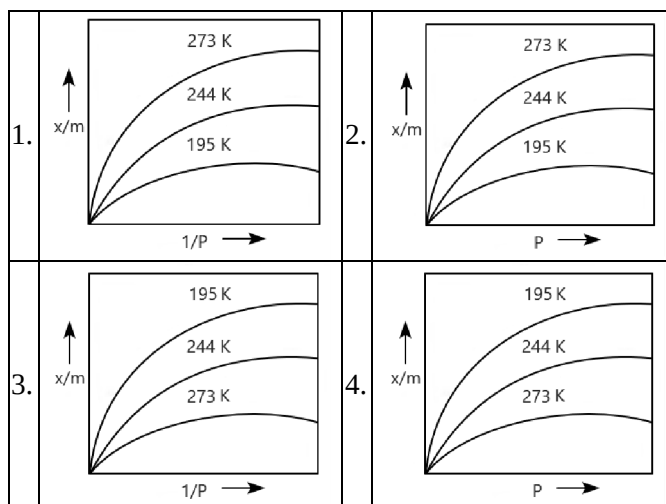 1.
273 K
244 K
195 K
x/m
1/P
2.
273 K
244 K
195 K
x/m
P
3.
195 K
244 K
273 K
x/m
1/P
4.
195 K
244 K
273 K
x/m
P